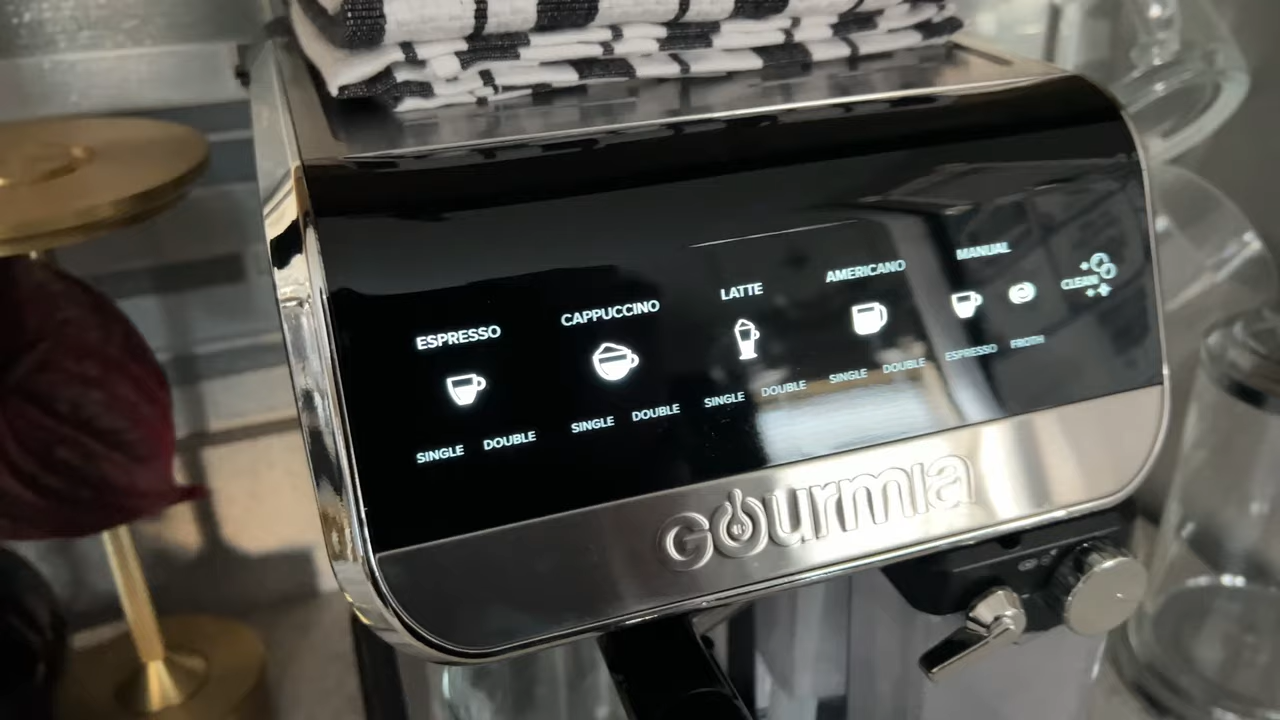 ESPRESSO
SINGLE DOUBLE
CAPPUCCINO
SINGLE DOUBLE
LATTE
SINGLE DOUBLE
AMERICANO
SINGLE DOUBLE
MANUAL
ESPRESSO FROTH
CLEAN
Gourmia